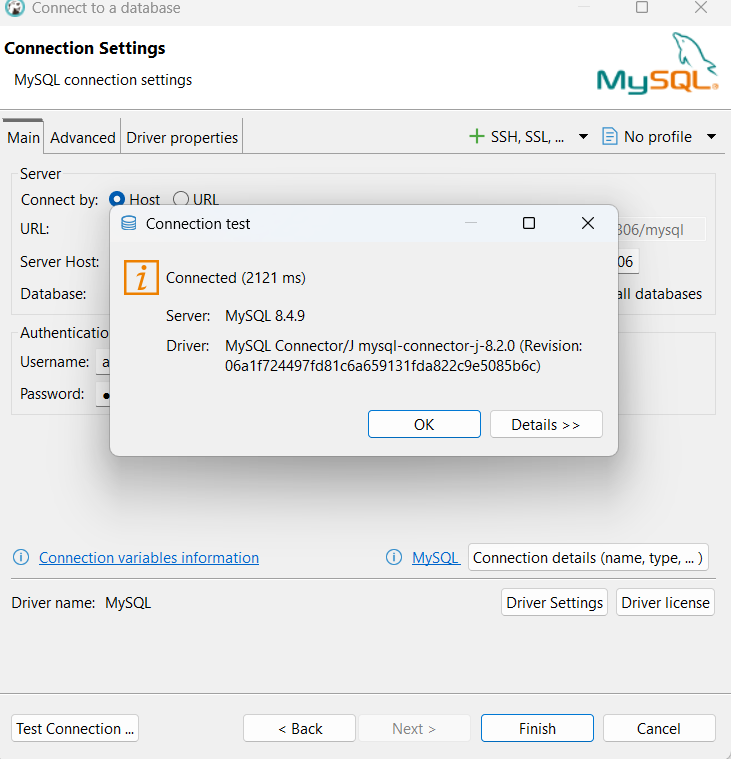 Connect to a database
Connection Settings
MySQL connection settings
MySQL
Main Advanced Driver properties SSH, SSL, ... No profile
Server
Connect by: Host URL
URL: 306/mysql
Server Host: 06
Database: all databases
Authentication
Username: a
Password:
Connection test
Connected (2121 ms)
Server: MySQL 8.4.9
Driver: MySQL Connector/J mysql-connector-j-8.2.0 (Revision:
06a1f724497fd81c6a659131fda822c9e5085b6c)
OK Details >>
Connection variables information MySQL Connection details (name, type, ... )
Driver name: MySQL Driver Settings Driver license
Test Connection ... < Back Next > Finish Cancel